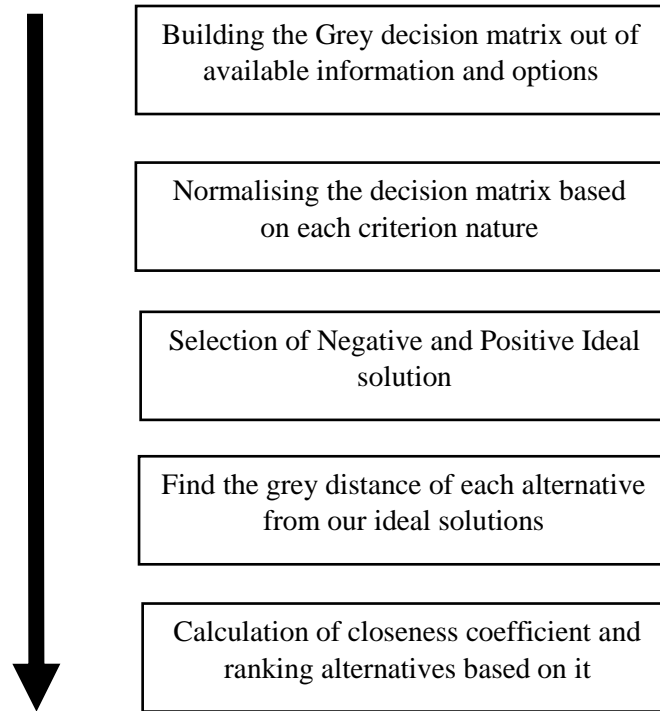 Building the Grey decision matrix out of
available information and options
Normalising the decision matrix based
on each criterion nature
Selection of Negative and Positive Ideal
solution
Find the grey distance of each alternative
from our ideal solutions
Calculation of closeness coefficient and
ranking alternatives based on it